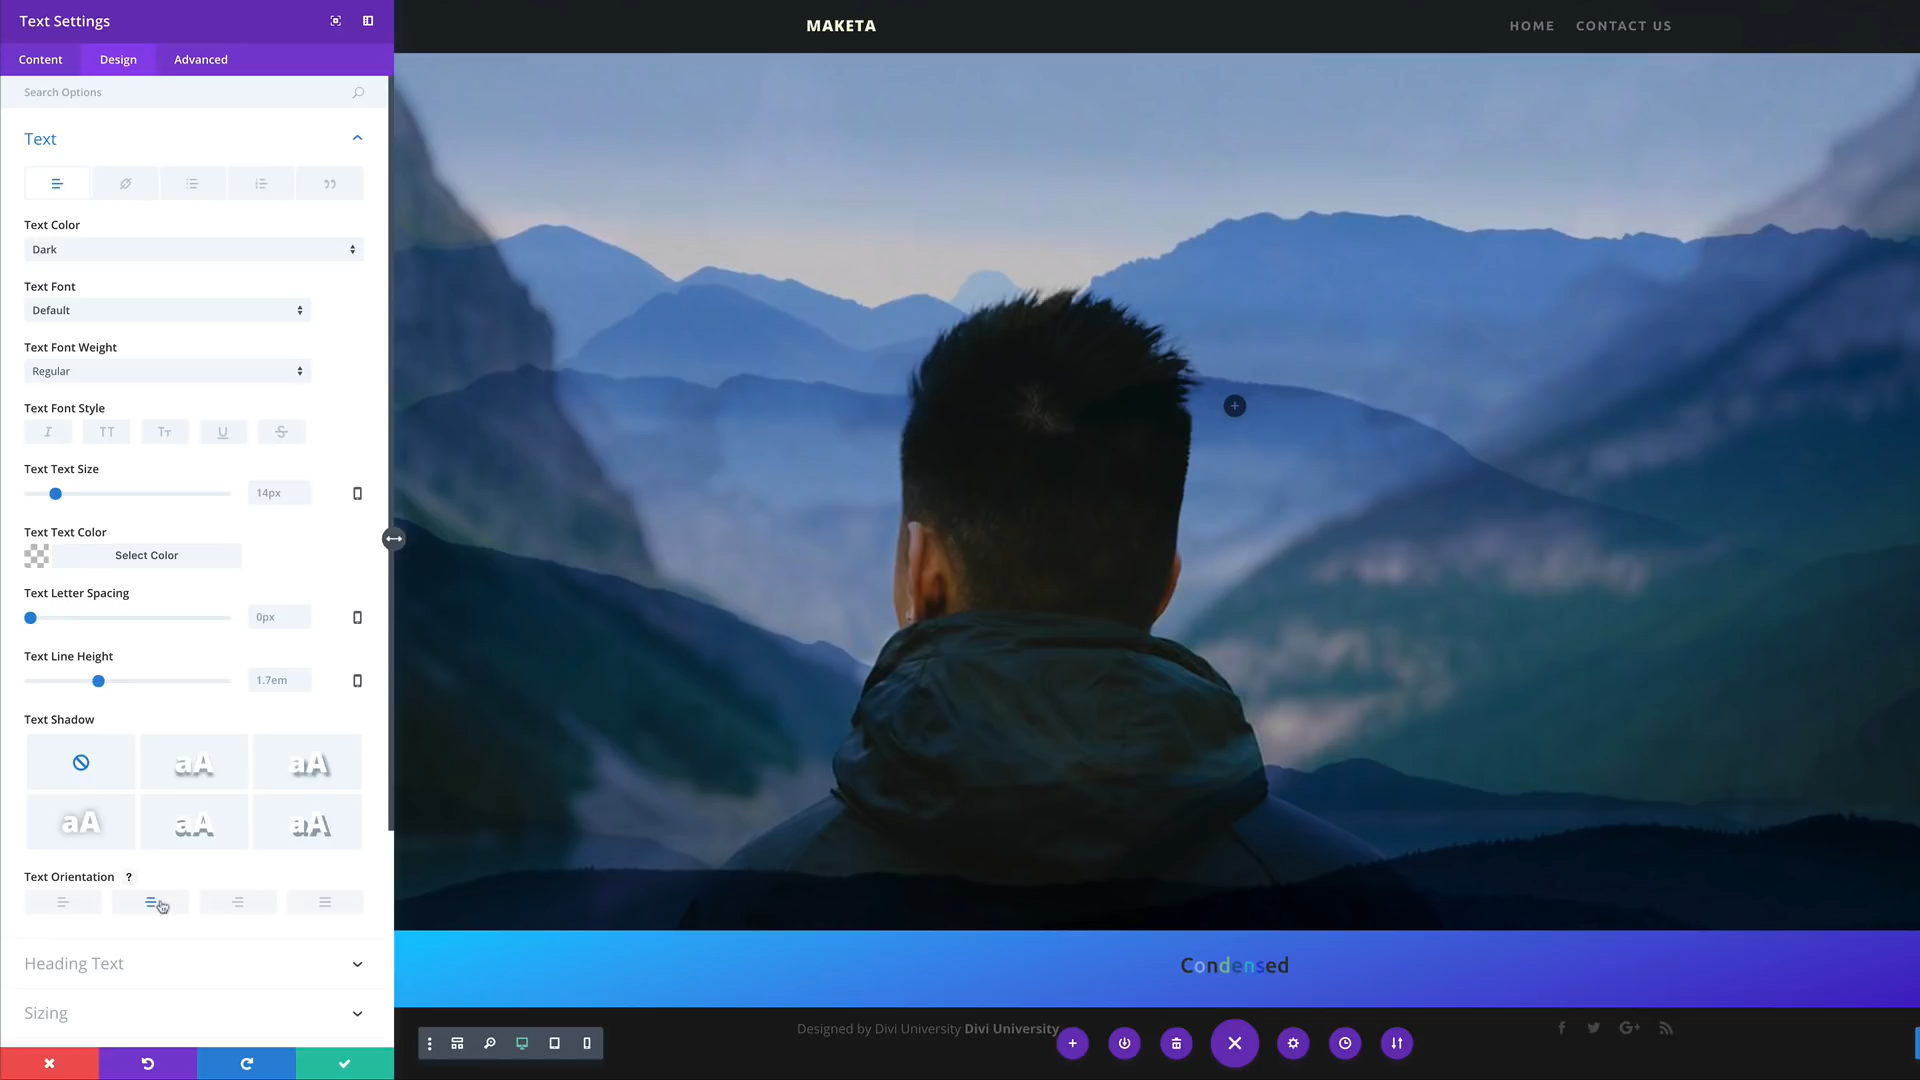 Text Settings
Content Design Advanced
Search Options
Text
Text Color
Dark
Text Font
Default
Text Font Weight
Regular
Text Font Style
I TT Tт U S
Text Text Size
14px
Text Text Color
Select Color
Text Letter Spacing
0px
Text Line Height
1.7em
Text Shadow
aA aA
aA aA aA
Text Orientation ?
Heading Text
Sizing
MAKETA
HOME CONTACT US
Condensed
Designed by Divi University Divi University